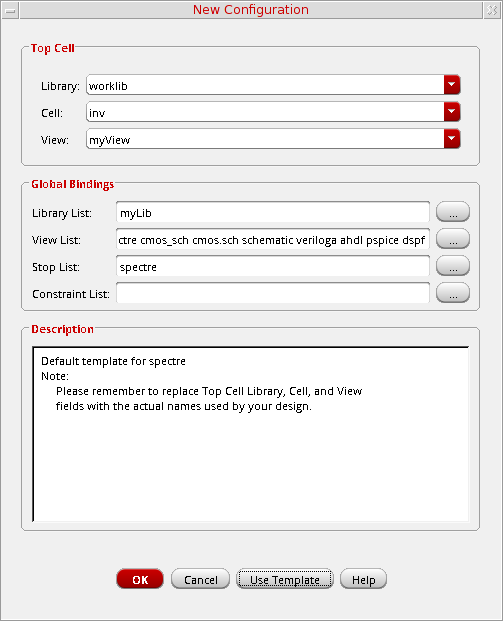 New Configuration
Top Cell
Library: worklib
Cell: inv
View: myView
Global Bindings
Library List: myLib ...
View List: ctre cmos_sch cmos.sch schematic veriloga ahdl pspice dspf ...
Stop List: spectre ...
Constraint List: ...
Description
Default template for spectre
Note:
Please remember to replace Top Cell Library, Cell, and View
fields with the actual names used by your design.
OK Cancel Use Template Help